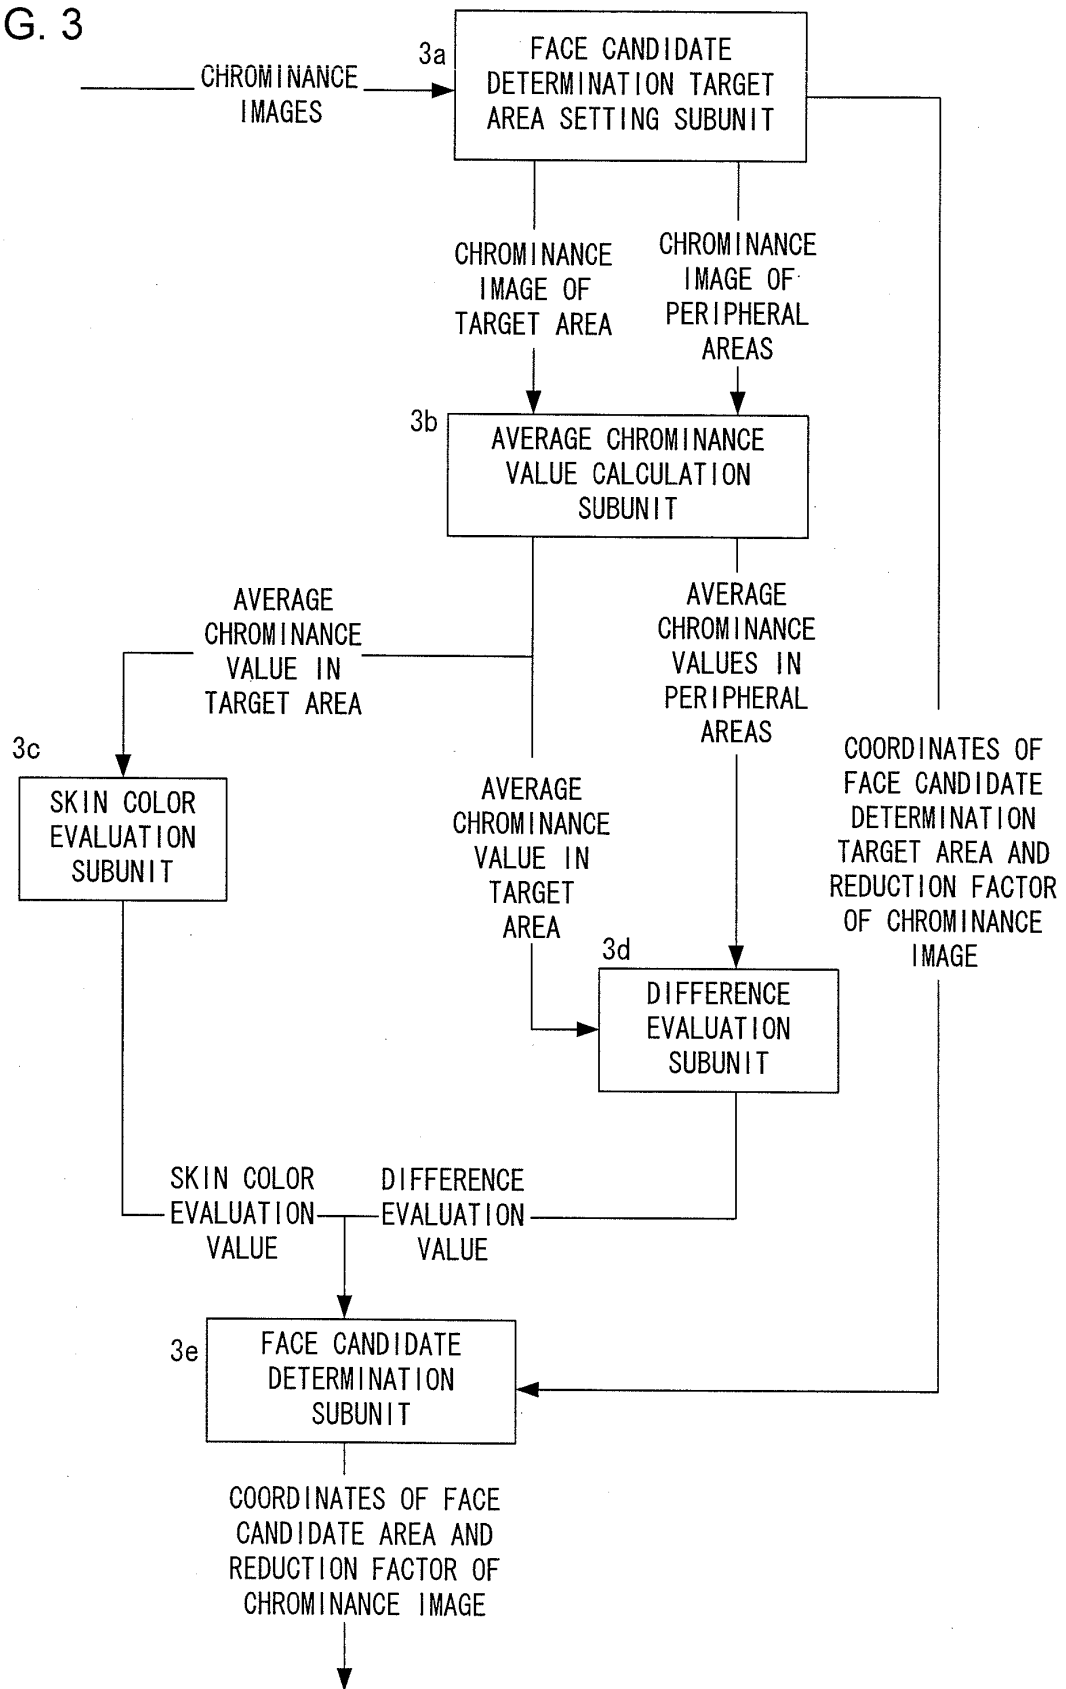 G. 3
3a
FACE CANDIDATE
DETERMINATION TARGET
AREA SETTING SUBUNIT
CHROMINANCE
IMAGES
CHROMINANCE
IMAGE OF
TARGET AREA
CHROMINANCE
IMAGE OF
PERIPHERAL
AREAS
3b
AVERAGE CHROMINANCE
VALUE CALCULATION
SUBUNIT
AVERAGE
CHROMINANCE
VALUE IN
TARGET AREA
AVERAGE
CHROMINANCE
VALUES IN
PERIPHERAL
AREAS
3c
SKIN COLOR
EVALUATION
SUBUNIT
AVERAGE
CHROMINANCE
VALUE IN
TARGET
AREA
COORDINATES OF
FACE CANDIDATE
DETERMINATION
TARGET AREA AND
REDUCTION FACTOR
OF CHROMINANCE
IMAGE
3d
DIFFERENCE
EVALUATION
SUBUNIT
SKIN COLOR
EVALUATION
VALUE
DIFFERENCE
EVALUATION
VALUE
3e
FACE CANDIDATE
DETERMINATION
SUBUNIT
COORDINATES OF FACE
CANDIDATE AREA AND
REDUCTION FACTOR OF
CHROMINANCE IMAGE